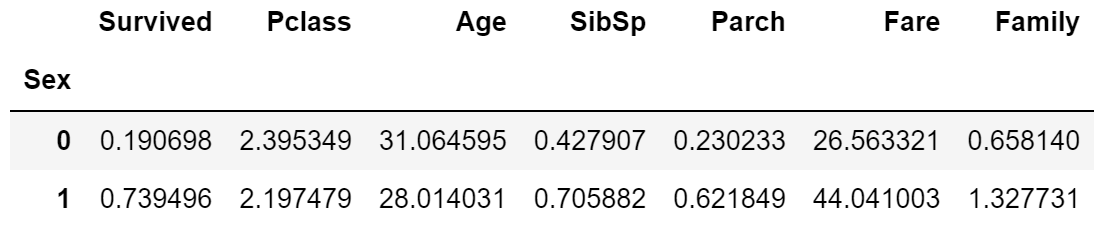 Survived Pclass Age SibSp Parch Fare Family
Sex
0 0.190698 2.395349 31.064595 0.427907 0.230233 26.563321 0.658140
1 0.739496 2.197479 28.014031 0.705882 0.621849 44.041003 1.327731